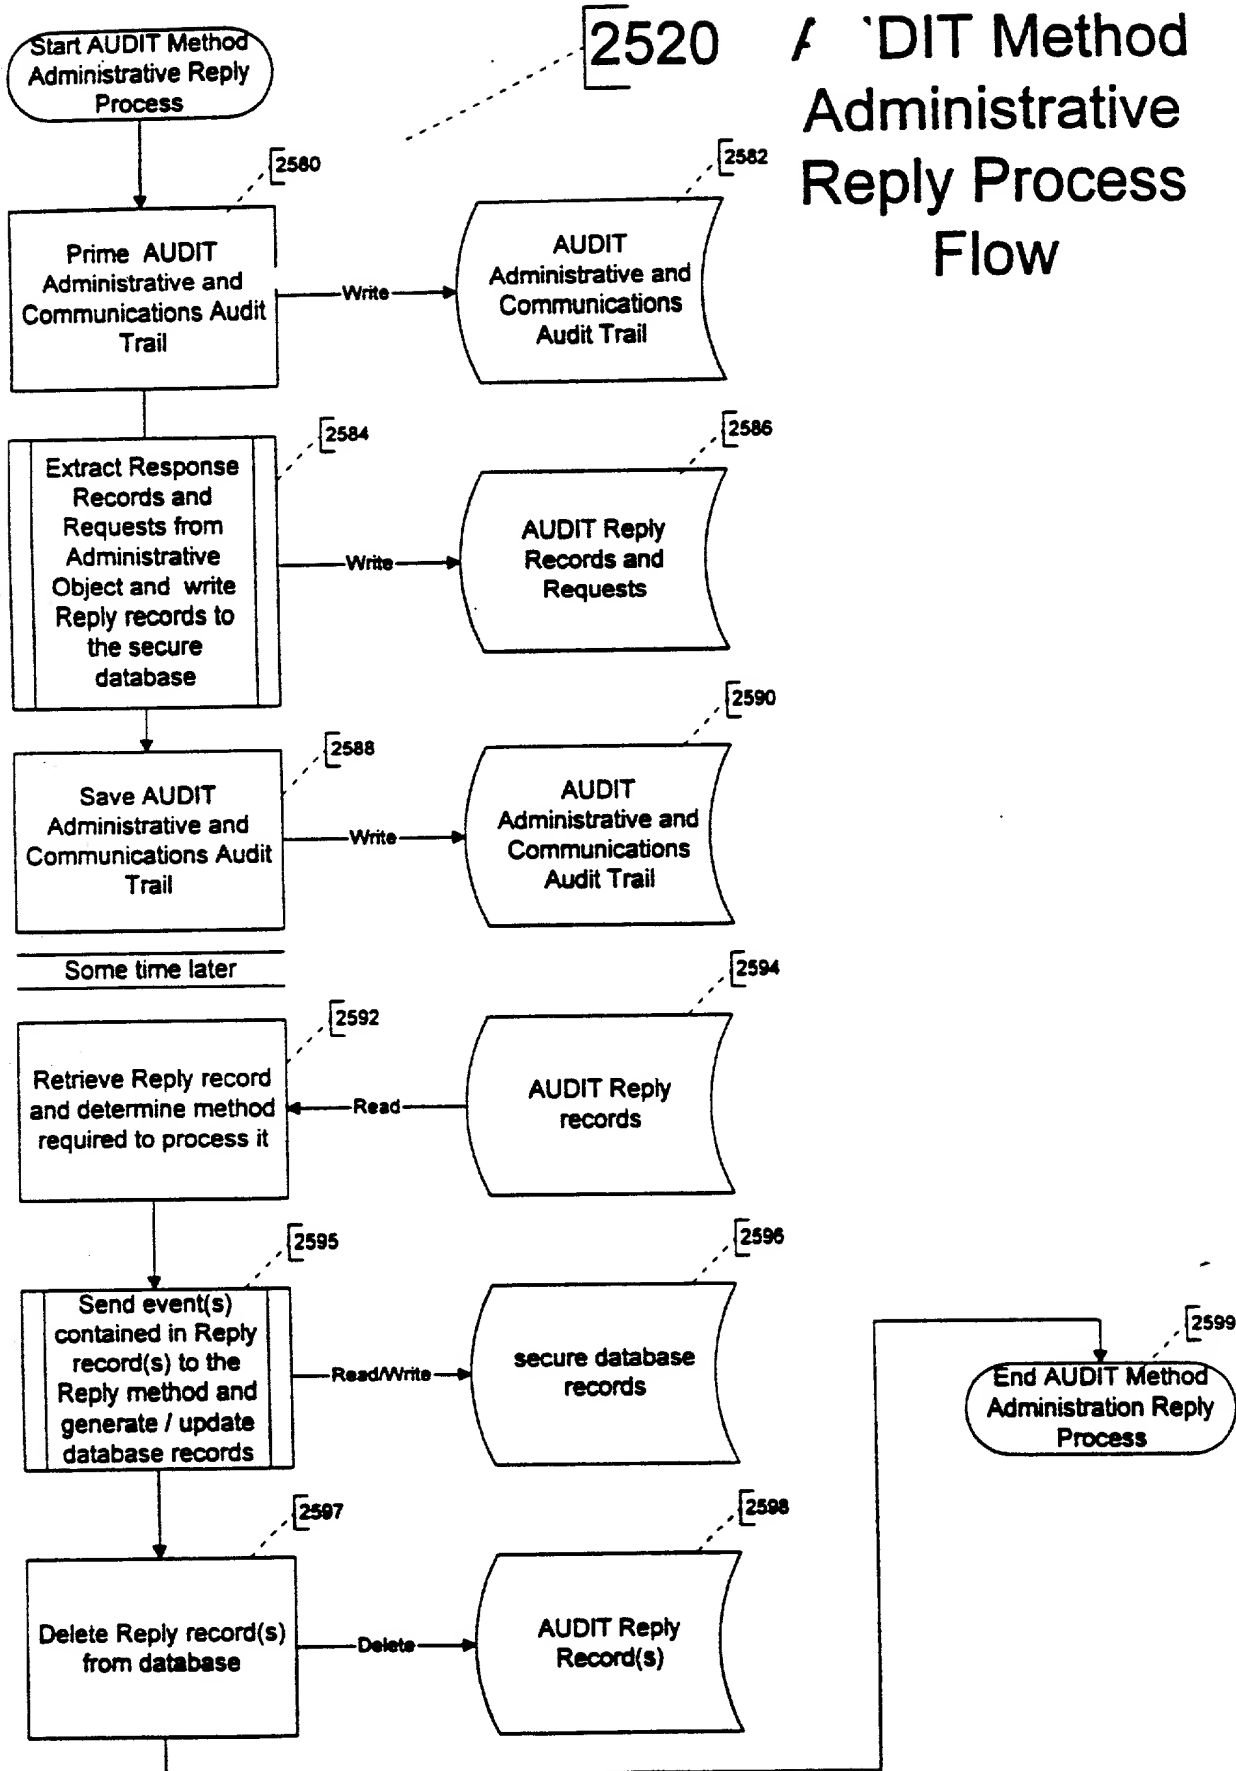 2520
DIT Method
Administrative
Reply Process
Flow
Start AUDIT Method
Administrative Reply
Process
2580
Prime AUDIT
Administrative and
Communications Audit
Trail
Write
2582
AUDIT
Administrative and
Communications
Audit Trail
2584
Extract Response
Records and
Requests from
Administrative
Object and write
Reply records to
the secure
database
Write
2586
AUDIT Reply
Records and
Requests
2588
Save AUDIT
Administrative and
Communications Audit
Trail
Write
2590
AUDIT
Administrative and
Communications
Audit Trail
Some time later
2592
Retrieve Reply record
and determine method
required to process it
Read
2594
AUDIT Reply
records
2595
Send event(s)
contained in Reply
record(s) to the
Reply method and
generate / update
database records
Read/Write
2596
secure database
records
2597
Delete Reply record(s)
from database
Delete
2598
AUDIT Reply
Record(s)
2599
End AUDIT Method
Administration Reply
Process